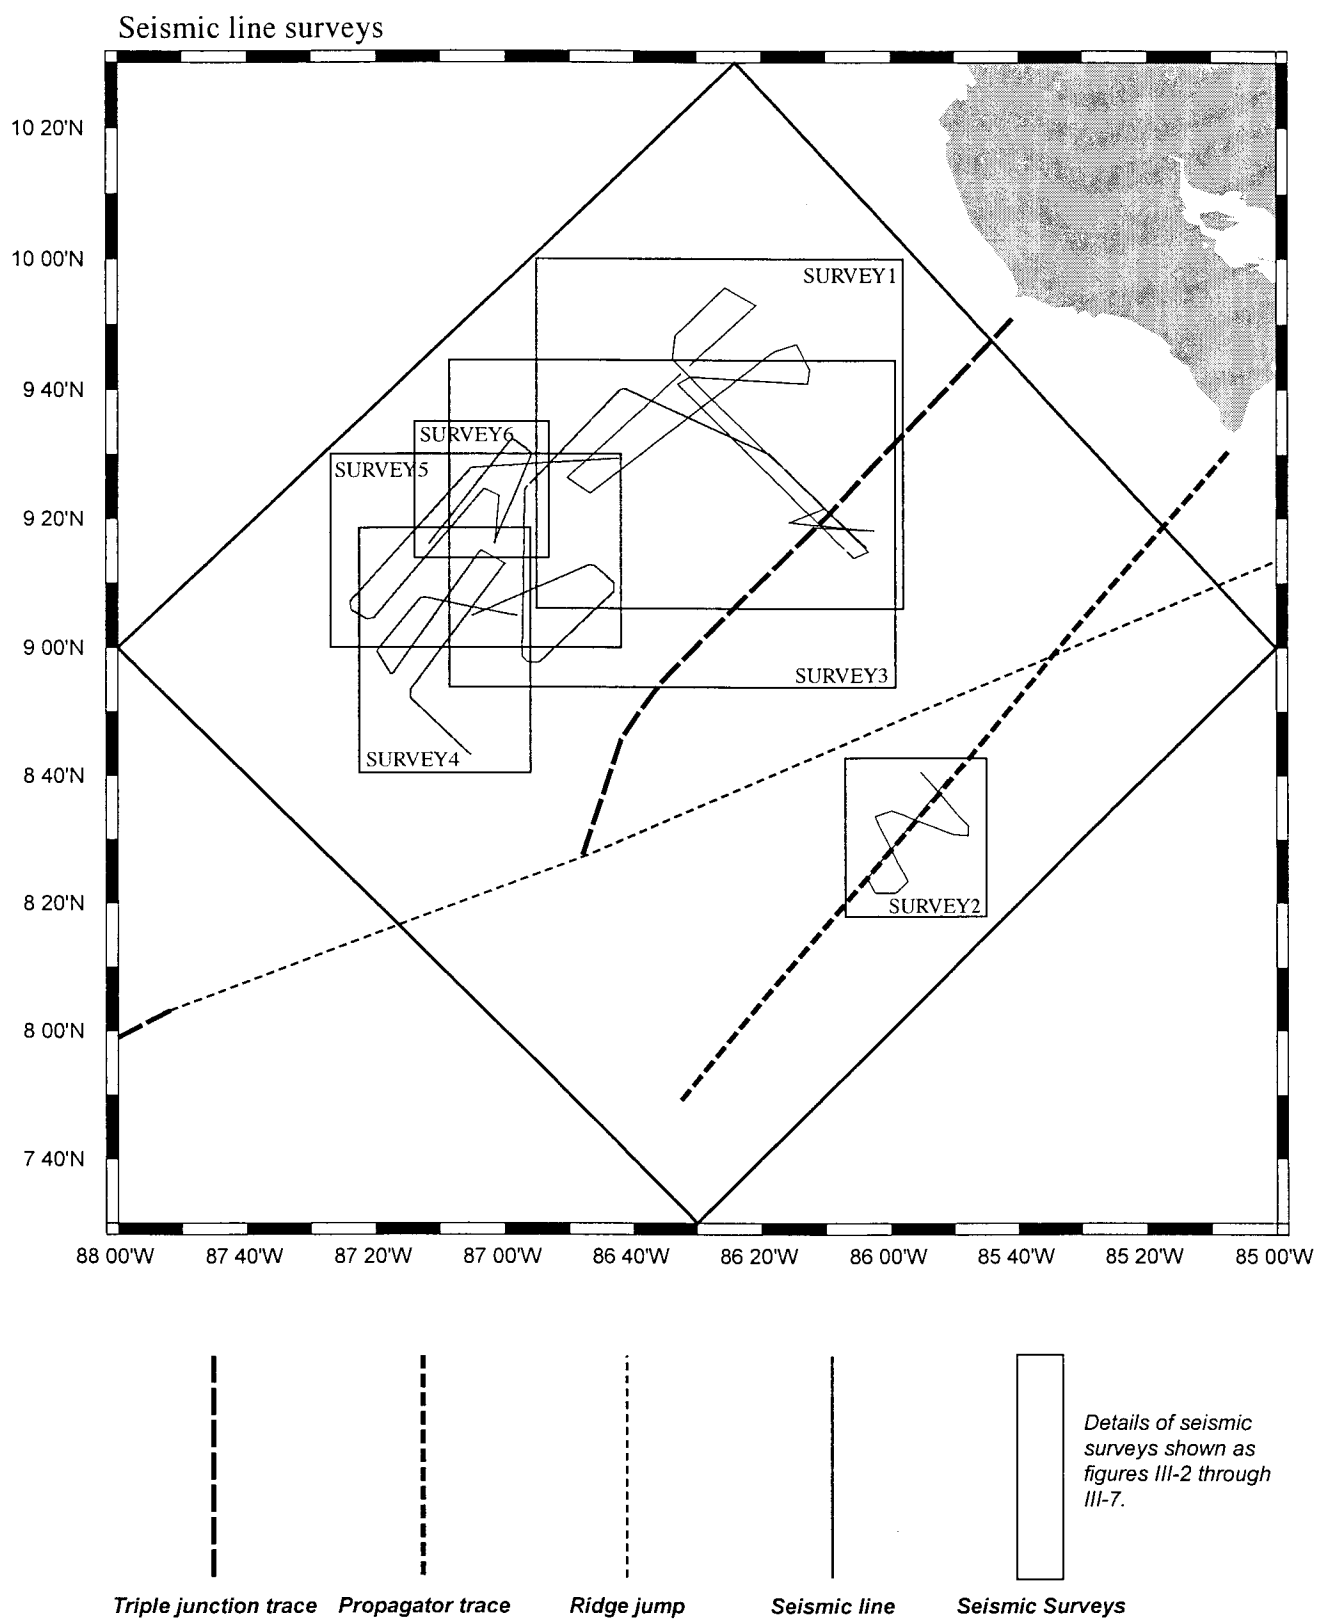 Seismic line surveys
10 20'N
10 00'N
9 40'N
9 20'N
9 00'N
8 40'N
8 20'N
8 00'N
7 40'N
SURVEY1
SURVEY6
SURVEY5
SURVEY3
SURVEY4
SURVEY2
88 00'W 87 40'W 87 20'W 87 00'W 86 40'W 86 20'W 86 00'W 85 40'W 85 20'W 85 00'W
Details of seismic
surveys shown as
figures III-2 through
III-7.
Triple junction trace Propagator trace Ridge jump Seismic line Seismic Surveys